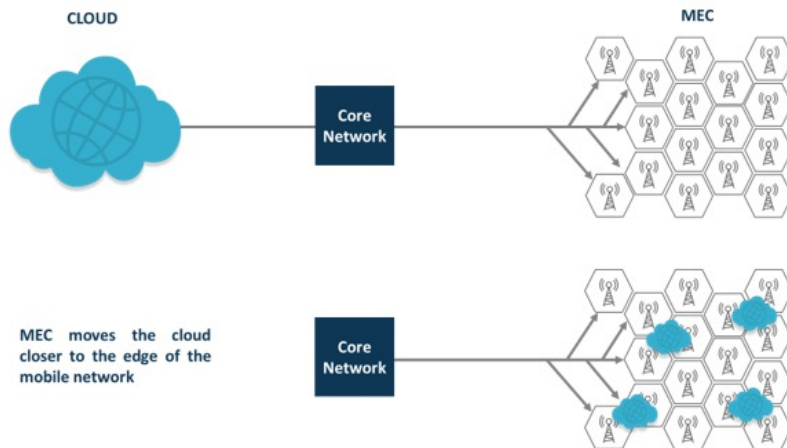 CLOUD
MEC
Core
Network
MEC moves the cloud
closer to the edge of the
mobile network
Core
Network